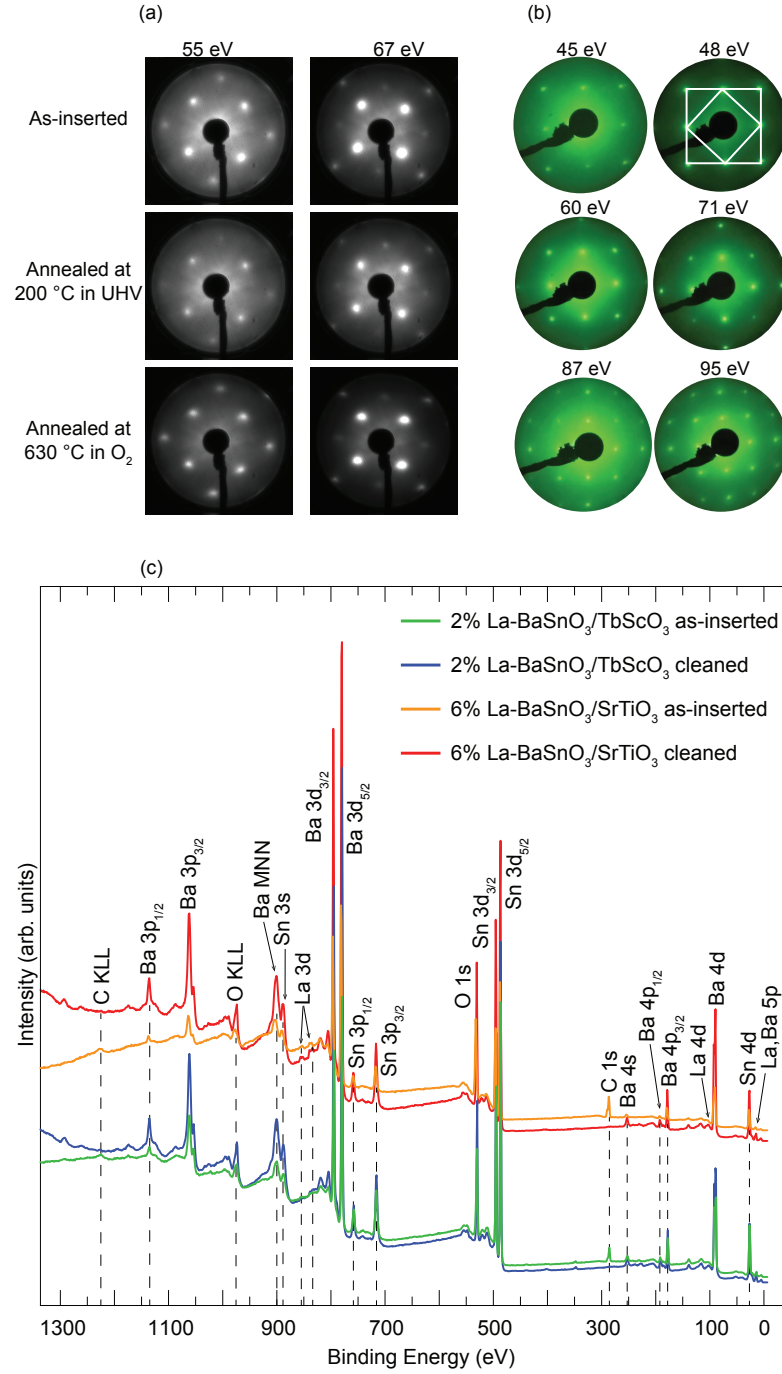 (a)
(b)
55 eV
67 eV
45 eV
48 eV
As-inserted
60 eV
71 eV
Annealed at
200 °C in UHV
87 eV
95 eV
Annealed at
630 °C in O₂
(c)
2% La-BaSnO₃/TbScO₃ as-inserted
2% La-BaSnO₃/TbScO₃ cleaned
6% La-BaSnO₃/SrTiO₃ as-inserted
6% La-BaSnO₃/SrTiO₃ cleaned
Intensity (arb. units)
C KLL
Ba 3p₁/₂
Ba 3p₃/₂
O KLL
Ba MNN
Sn 3s
La 3d
Ba 3d₃/₂
Ba 3d₅/₂
Sn 3p₁/₂
Sn 3p₃/₂
O 1s
Sn 3d₃/₂
Sn 3d₅/₂
C 1s
Ba 4s
Ba 4p₁/₂
Ba 4p₃/₂
La 4d
Ba 4d
Sn 4d
La, Ba 5p
1300 1100 900 700 500 300 100 0
Binding Energy (eV)